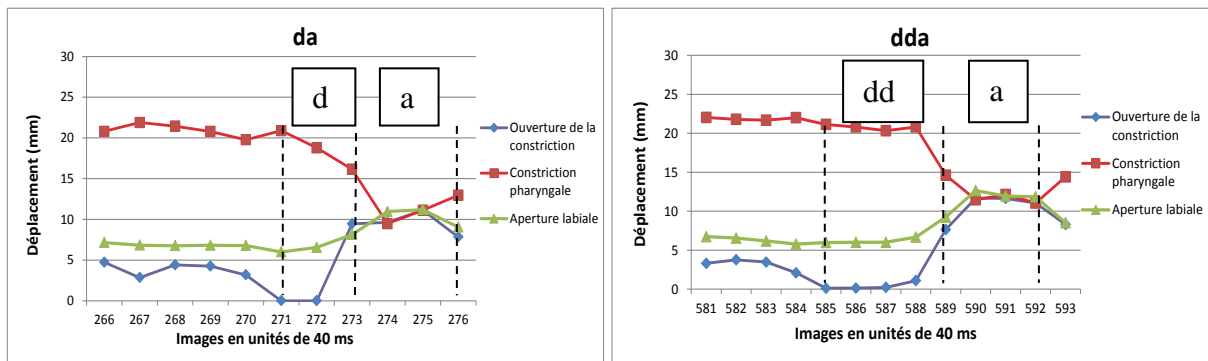 da
30
25
20
15
10
5
0
Déplacement (mm)
d
a
266 267 268 269 270 271 272 273 274 275 276
Images en unités de 40 ms
Ouverture de la
constriction
Constriction
pharyngale
Aperture labiale
dda
30
25
20
15
10
5
0
Déplacement (mm)
dd
a
581 582 583 584 585 586 587 588 589 590 591 592 593
Images en unités de 40 ms
Ouverture de la
constriction
Constriction
pharyngale
Aperture labiale